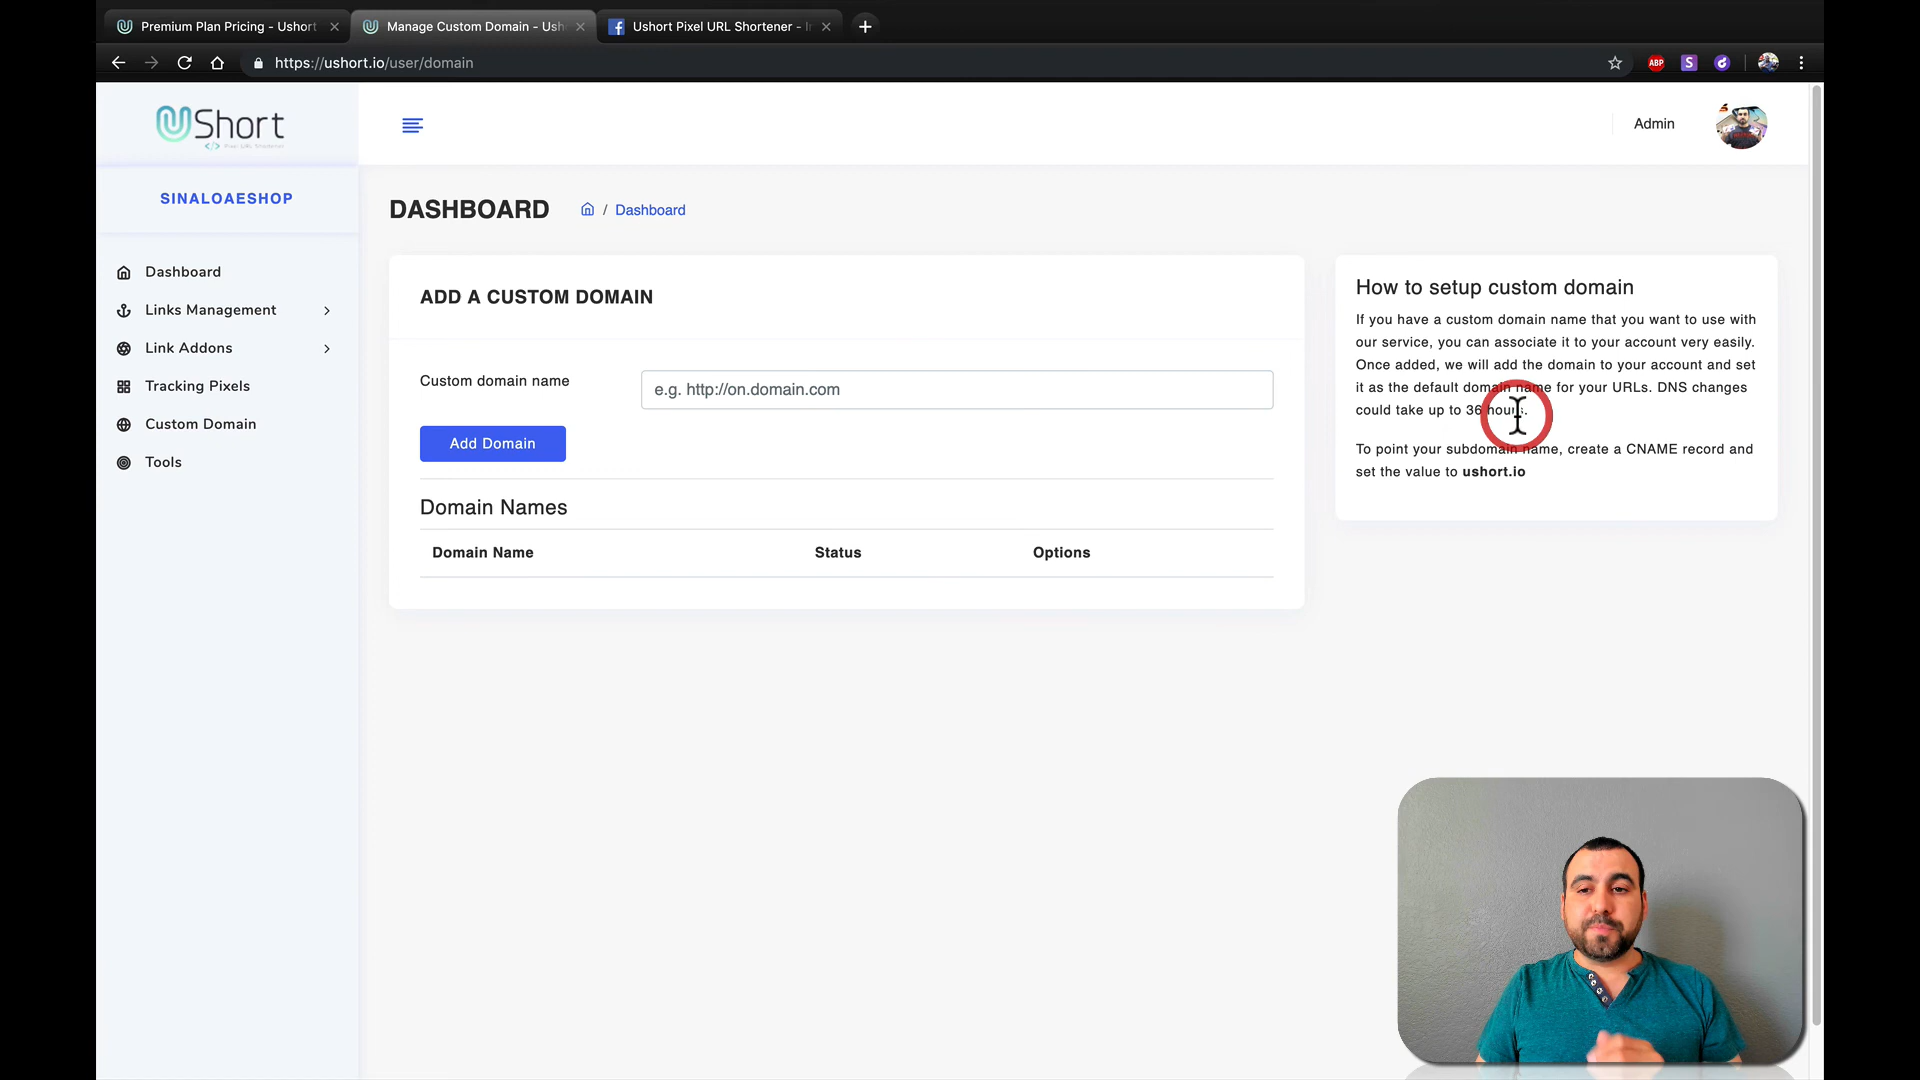 Premium Plan Pricing - Ushort
Manage Custom Domain - Ush
Ushort Pixel URL Shortener - I
https://ushort.io/user/domain
ABP
S
UShort
Admin
SINALOAESHOP
DASHBOARD
/ Dashboard
Dashboard
Links Management
Link Addons
Tracking Pixels
Custom Domain
Tools
ADD A CUSTOM DOMAIN
Custom domain name
e.g. http://on.domain.com
Add Domain
Domain Names
Domain Name Status Options
How to setup custom domain
If you have a custom domain name that you want to use with
our service, you can associate it to your account very easily.
Once added, we will add the domain to your account and set
it as the default domain name for your URLs. DNS changes
could take up to 36 hours.
To point your subdomain name, create a CNAME record and
set the value to ushort.io